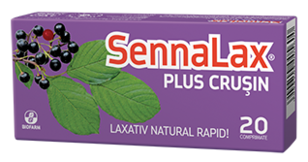 SennaLax®
PLUS CRUȘIN
LAXATIV NATURAL RAPID!
20
COMPRIMATE
BIOFARM